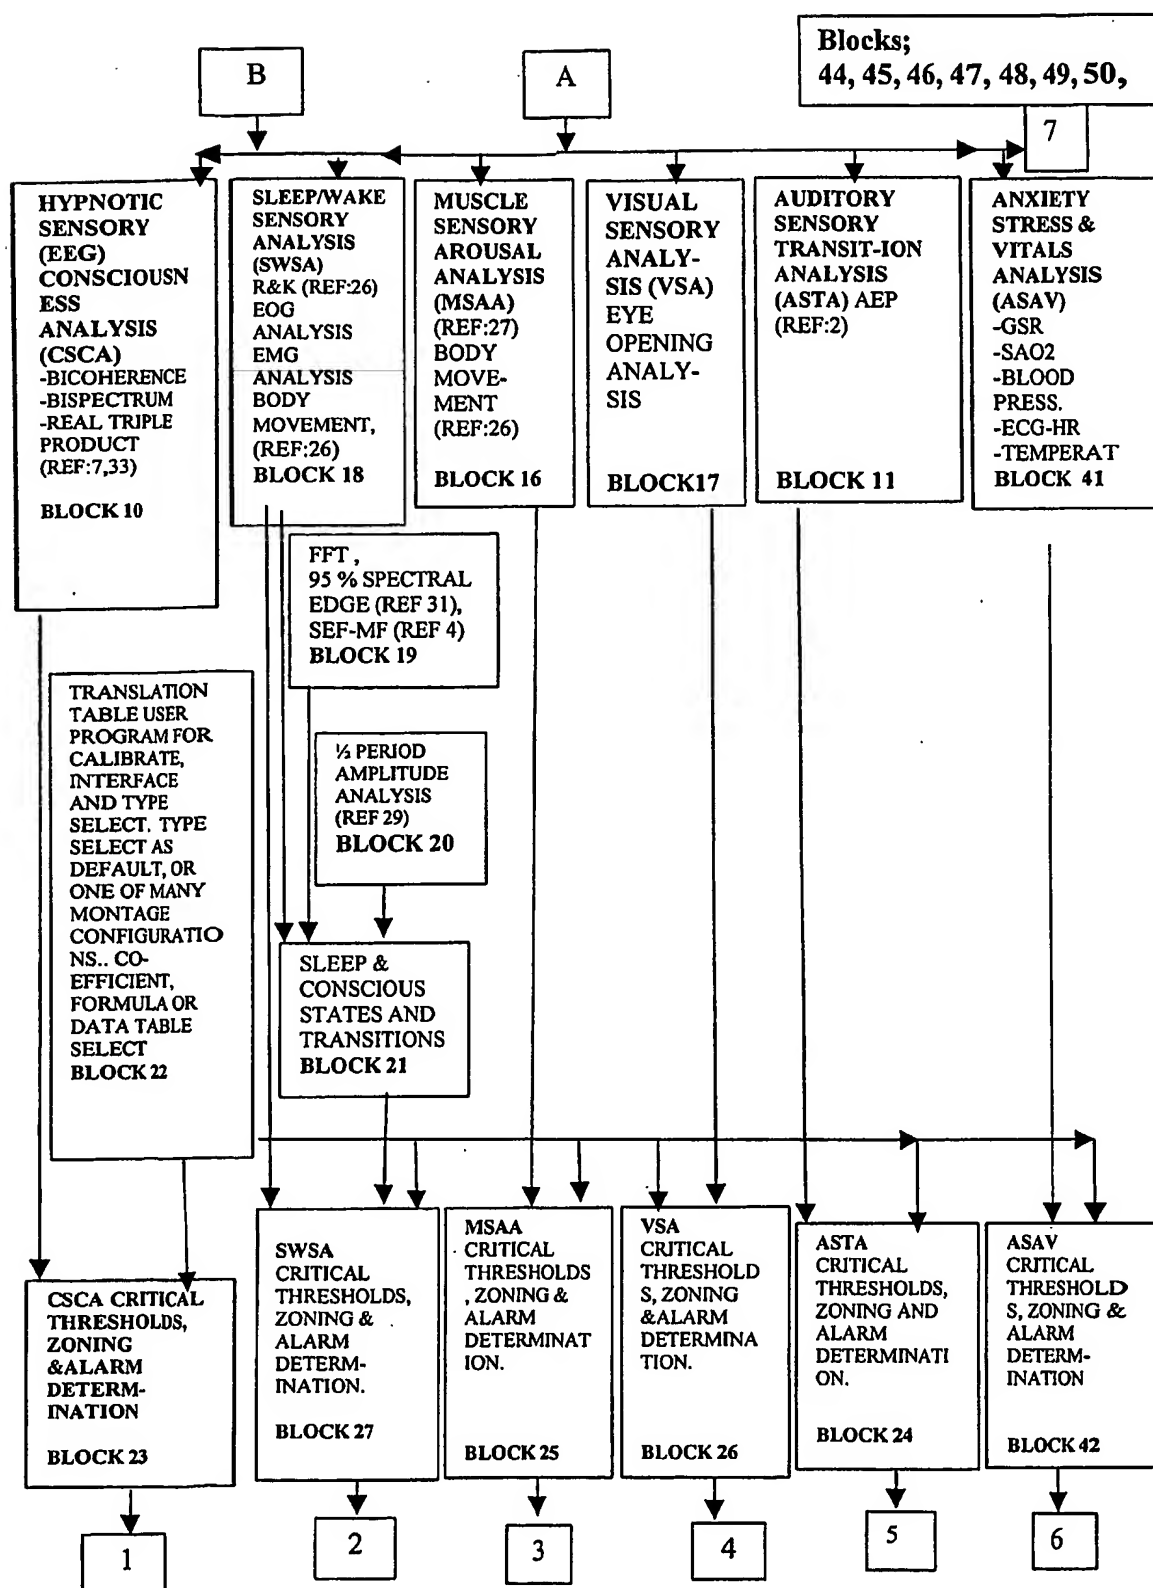 Blocks;
44, 45, 46, 47, 48, 49, 50,
B
A
7
HYPNOTIC
SENSORY
(EEG)
CONSCIOUSN
ESS
ANALYSIS
(CSCA)
-BICOHERENCE
-BISPECTRUM
-REAL TRIPLE
PRODUCT
(REF:7,33)
BLOCK 10
SLEEP/WAKE
SENSORY
ANALYSIS
(SWSA)
R&K (REF:26)
EOG
ANALYSIS
EMG
ANALYSIS
BODY
MOVEMENT,
(REF:26)
BLOCK 18
MUSCLE
SENSORY
AROUSAL
ANALYSIS
(MSAA)
(REF:27)
BODY
MOVE-
MENT
(REF:26)
BLOCK 16
VISUAL
SENSORY
ANALY-
SIS (VSA)
EYE
OPENING
ANALY-
SIS
BLOCK17
AUDITORY
SENSORY
TRANSIT-ION
ANALYSIS
(ASTA) AEP
(REF:2)
BLOCK 11
ANXIETY
STRESS &
VITALS
ANALYSIS
(ASAV)
-GSR
-SAO2
-BLOOD
PRESS.
-ECG-HR
-TEMPERAT
BLOCK 41
FFT ,
95 % SPECTRAL
EDGE (REF 31),
SEF-MF (REF 4)
BLOCK 19
TRANSLATION
TABLE USER
PROGRAM FOR
CALIBRATE,
INTERFACE
AND TYPE
SELECT. TYPE
SELECT AS
DEFAULT, OR
ONE OF MANY
MONTAGE
CONFIGURATIO
NS.. CO-
EFFICIENT,
FORMULA OR
DATA TABLE
SELECT
BLOCK 22
½ PERIOD
AMPLITUDE
ANALYSIS
(REF 29)
BLOCK 20
SLEEP &
CONSCIOUS
STATES AND
TRANSITIONS
BLOCK 21
CSCA CRITICAL
THRESHOLDS,
ZONING
&ALARM
DETERM-
INATION
BLOCK 23
SWSA
CRITICAL
THRESHOLDS,
ZONING &
ALARM
DETERM-
INATION.
BLOCK 27
MSAA
CRITICAL
THRESHOLDS
, ZONING &
ALARM
DETERMINAT
ION.
BLOCK 25
VSA
CRITICAL
THRESHOLD
S, ZONING
&ALARM
DETERMINA
TION.
BLOCK 26
ASTA
CRITICAL
THRESHOLDS,
ZONING AND
ALARM
DETERMINATI
ON.
BLOCK 24
ASAV
CRITICAL
THRESHOLD
S, ZONING &
ALARM
DETERM-
INATION
BLOCK 42
1
2
3
4
5
6